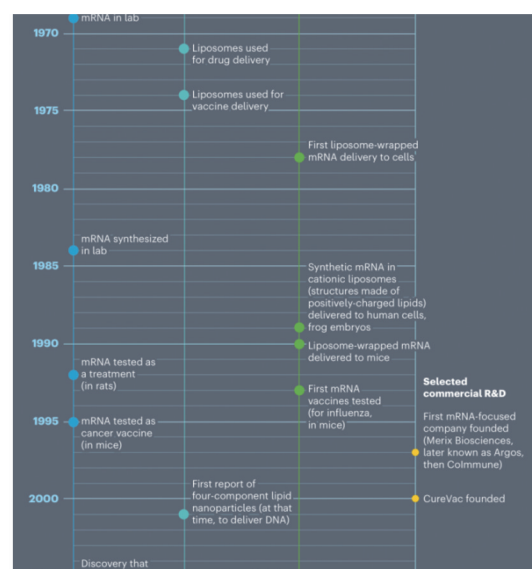 mRNA in lab
1970
Liposomes used
for drug delivery
Liposomes used for
vaccine delivery
1975
First liposome-wrapped
mRNA delivery to cells
1980
mRNA synthesized
in lab
1985
Synthetic mRNA in
cationic liposomes
(structures made of
positively-charged lipids)
delivered to human cells,
frog embryos
1990
Liposome-wrapped mRNA
delivered to mice
mRNA tested as
a treatment
(in rats)
First mRNA
vaccines tested
(for influenza,
in mice)
Selected
commercial R&D
1995
mRNA tested as
cancer vaccine
(in mice)
First mRNA-focused
company founded
(Merix Biosciences,
later known as Argos,
then CoImmune)
2000
CureVac founded
First report of
four-component lipid
nanoparticles (at that
time, to deliver DNA)
Discovery that